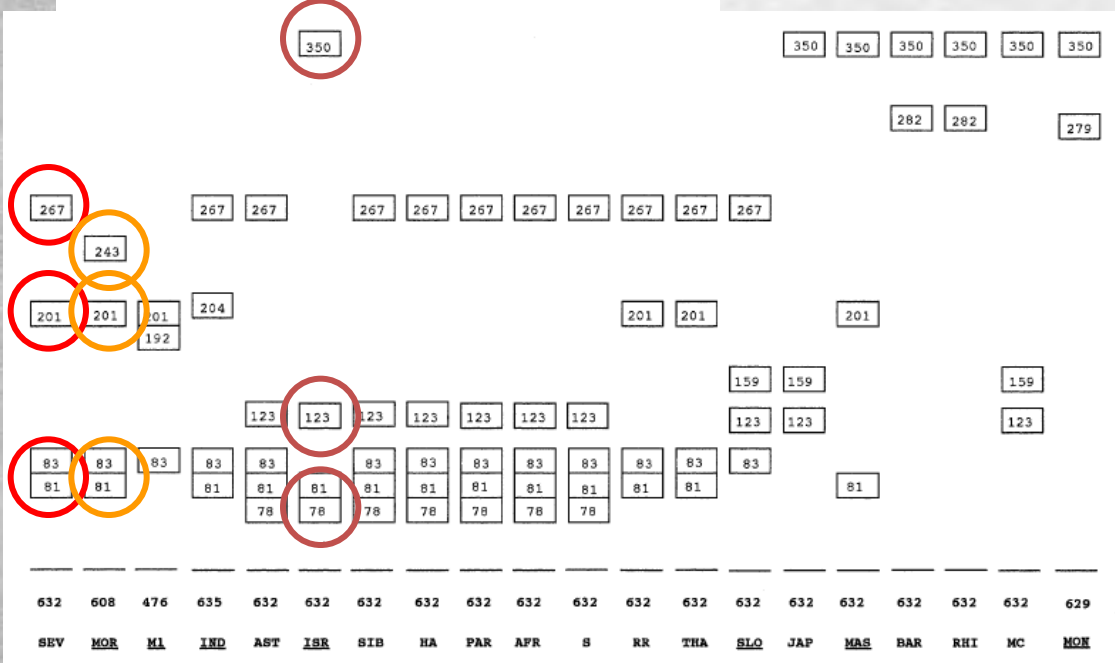 350 350 350 350 350 350 350
282 282 279
267 267 267 267 267 267 267 267 267 267 267
243
201 201 201 204 201 201 201
192
159 159 159
123 123 123 123 123 123 123 123 123 123
83 83 83 83 83 83 83 83 83 83 83 83 83
81 81 81 81 81 81 81 81 81 81 81 81 81
78 78 78 78 78 78 78
632 608 476 635 632 632 632 632 632 632 632 632 632 632 632 632 632 632 632 629
SEV MOR M1 IND AST ISR SIB HA PAR AFR S RR THA SLO JAP MAS BAR RHI MC MON